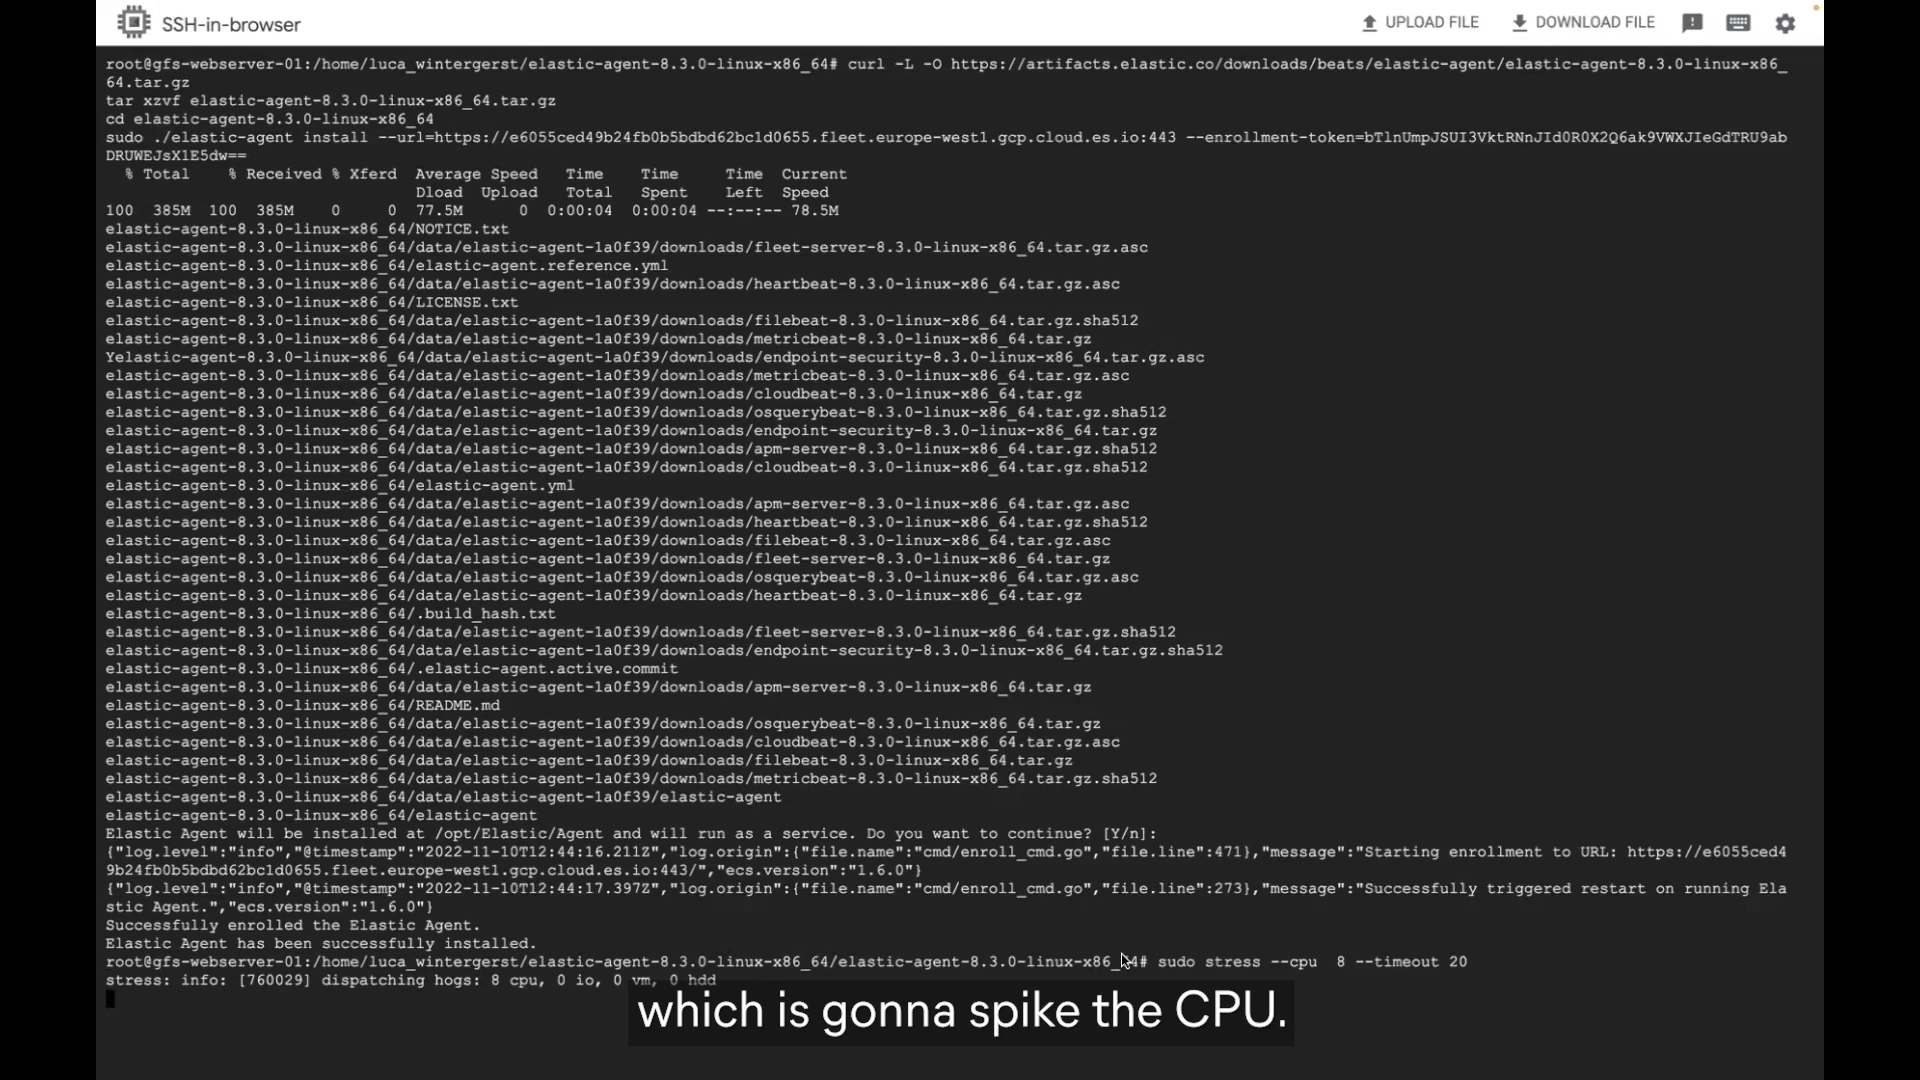 SSH-in-browser
UPLOAD FILE
DOWNLOAD FILE
root@gfs-webserver-01:/home/luca_wintergerst/elastic-agent-8.3.0-linux-x86_64# curl -L -O https://artifacts.elastic.co/downloads/beats/elastic-agent/elastic-agent-8.3.0-linux-x86_
64.tar.gz
tar xzvf elastic-agent-8.3.0-linux-x86_64.tar.gz
cd elastic-agent-8.3.0-linux-x86_64
sudo ./elastic-agent install --url=https://e6055ced49b24fb0b5bdbd62bc1d0655.fleet.europe-west1.gcp.cloud.es.io:443 --enrollment-token=bTlnUmpJSUI3VktRNnJId0R0X2Q6ak9VWXJIeGdTRU9ab
DRUWEJsX1E5dw==
% Total % Received % Xferd Average Speed Time Time Time Current
Dload Upload Total Spent Left Speed
100 385M 100 385M 0 0 77.5M 0 0:00:04 0:00:04 --:--:-- 78.5M
elastic-agent-8.3.0-linux-x86_64/NOTICE.txt
elastic-agent-8.3.0-linux-x86_64/data/elastic-agent-1a0f39/downloads/fleet-server-8.3.0-linux-x86_64.tar.gz.asc
elastic-agent-8.3.0-linux-x86_64/elastic-agent.reference.yml
elastic-agent-8.3.0-linux-x86_64/data/elastic-agent-1a0f39/downloads/heartbeat-8.3.0-linux-x86_64.tar.gz.asc
elastic-agent-8.3.0-linux-x86_64/LICENSE.txt
elastic-agent-8.3.0-linux-x86_64/data/elastic-agent-1a0f39/downloads/filebeat-8.3.0-linux-x86_64.tar.gz.sha512
elastic-agent-8.3.0-linux-x86_64/data/elastic-agent-1a0f39/downloads/metricbeat-8.3.0-linux-x86_64.tar.gz
Yelastic-agent-8.3.0-linux-x86_64/data/elastic-agent-1a0f39/downloads/endpoint-security-8.3.0-linux-x86_64.tar.gz.asc
elastic-agent-8.3.0-linux-x86_64/data/elastic-agent-1a0f39/downloads/metricbeat-8.3.0-linux-x86_64.tar.gz.asc
elastic-agent-8.3.0-linux-x86_64/data/elastic-agent-1a0f39/downloads/cloudbeat-8.3.0-linux-x86_64.tar.gz
elastic-agent-8.3.0-linux-x86_64/data/elastic-agent-1a0f39/downloads/osquerybeat-8.3.0-linux-x86_64.tar.gz.sha512
elastic-agent-8.3.0-linux-x86_64/data/elastic-agent-1a0f39/downloads/endpoint-security-8.3.0-linux-x86_64.tar.gz
elastic-agent-8.3.0-linux-x86_64/data/elastic-agent-1a0f39/downloads/apm-server-8.3.0-linux-x86_64.tar.gz.sha512
elastic-agent-8.3.0-linux-x86_64/data/elastic-agent-1a0f39/downloads/cloudbeat-8.3.0-linux-x86_64.tar.gz.sha512
elastic-agent-8.3.0-linux-x86_64/elastic-agent.yml
elastic-agent-8.3.0-linux-x86_64/data/elastic-agent-1a0f39/downloads/apm-server-8.3.0-linux-x86_64.tar.gz.asc
elastic-agent-8.3.0-linux-x86_64/data/elastic-agent-1a0f39/downloads/heartbeat-8.3.0-linux-x86_64.tar.gz.sha512
elastic-agent-8.3.0-linux-x86_64/data/elastic-agent-1a0f39/downloads/filebeat-8.3.0-linux-x86_64.tar.gz.asc
elastic-agent-8.3.0-linux-x86_64/data/elastic-agent-1a0f39/downloads/fleet-server-8.3.0-linux-x86_64.tar.gz
elastic-agent-8.3.0-linux-x86_64/data/elastic-agent-1a0f39/downloads/osquerybeat-8.3.0-linux-x86_64.tar.gz.asc
elastic-agent-8.3.0-linux-x86_64/data/elastic-agent-1a0f39/downloads/heartbeat-8.3.0-linux-x86_64.tar.gz
elastic-agent-8.3.0-linux-x86_64/.build_hash.txt
elastic-agent-8.3.0-linux-x86_64/data/elastic-agent-1a0f39/downloads/fleet-server-8.3.0-linux-x86_64.tar.gz.sha512
elastic-agent-8.3.0-linux-x86_64/data/elastic-agent-1a0f39/downloads/endpoint-security-8.3.0-linux-x86_64.tar.gz.sha512
elastic-agent-8.3.0-linux-x86_64/.elastic-agent.active.commit
elastic-agent-8.3.0-linux-x86_64/data/elastic-agent-1a0f39/downloads/apm-server-8.3.0-linux-x86_64.tar.gz
elastic-agent-8.3.0-linux-x86_64/README.md
elastic-agent-8.3.0-linux-x86_64/data/elastic-agent-1a0f39/downloads/osquerybeat-8.3.0-linux-x86_64.tar.gz
elastic-agent-8.3.0-linux-x86_64/data/elastic-agent-1a0f39/downloads/cloudbeat-8.3.0-linux-x86_64.tar.gz.asc
elastic-agent-8.3.0-linux-x86_64/data/elastic-agent-1a0f39/downloads/filebeat-8.3.0-linux-x86_64.tar.gz
elastic-agent-8.3.0-linux-x86_64/data/elastic-agent-1a0f39/downloads/metricbeat-8.3.0-linux-x86_64.tar.gz.sha512
elastic-agent-8.3.0-linux-x86_64/data/elastic-agent-1a0f39/elastic-agent
elastic-agent-8.3.0-linux-x86_64/elastic-agent
Elastic Agent will be installed at /opt/Elastic/Agent and will run as a service. Do you want to continue? [Y/n]:
{"log.level":"info","@timestamp":"2022-11-10T12:44:16.211Z","log.origin":{"file.name":"cmd/enroll_cmd.go","file.line":471},"message":"Starting enrollment to URL: https://e6055ced4
9b24fb0b5bdbd62bc1d0655.fleet.europe-west1.gcp.cloud.es.io:443/","ecs.version":"1.6.0"}
{"log.level":"info","@timestamp":"2022-11-10T12:44:17.397Z","log.origin":{"file.name":"cmd/enroll_cmd.go","file.line":273},"message":"Successfully triggered restart on running Ela
stic Agent.","ecs.version":"1.6.0"}
Successfully enrolled the Elastic Agent.
Elastic Agent has been successfully installed.
root@gfs-webserver-01:/home/luca_wintergerst/elastic-agent-8.3.0-linux-x86_64/elastic-agent-8.3.0-linux-x86_64# sudo stress --cpu  8 --timeout 20
stress: info: [760029] dispatching hogs: 8 cpu, 0 io, 0 vm, 0 hdd
which is gonna spike the CPU.